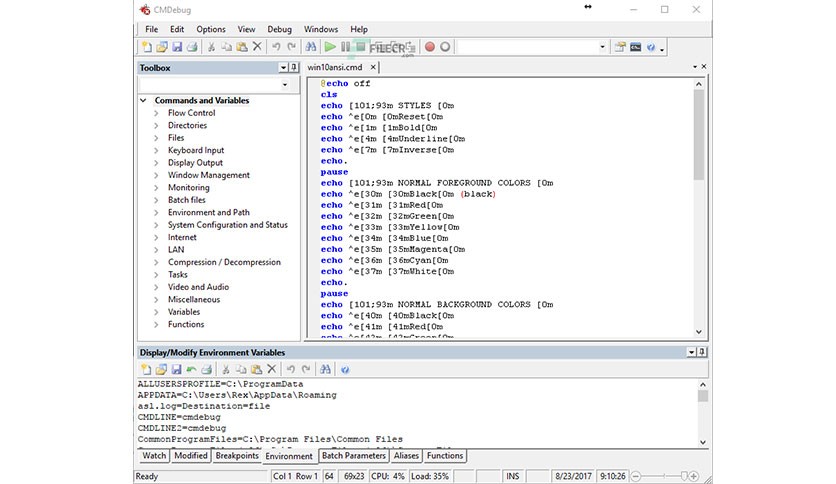 CMDebug
File Edit Options View Debug Windows Help
FILECR
.com
Toolbox
win10ansi.cmd
Commands and Variables
Flow Control
Directories
Files
Keyboard Input
Display Output
Window Management
Monitoring
Batch files
Environment and Path
System Configuration and Status
Internet
LAN
Compression / Decompression
Tasks
Video and Audio
Miscellaneous
Variables
Functions
@echo off
cls
echo [101;93m STYLES [0m
echo ^e[0m [0mReset[0m
echo ^e[1m [1mBold[0m
echo ^e[4m [4mUnderline[0m
echo ^e[7m [7mInverse[0m
echo.
pause
echo [101;93m NORMAL FOREGROUND COLORS [0m
echo ^e[30m [30mBlack[0m (black)
echo ^e[31m [31mRed[0m
echo ^e[32m [32mGreen[0m
echo ^e[33m [33mYellow[0m
echo ^e[34m [34mBlue[0m
echo ^e[35m [35mMagenta[0m
echo ^e[36m [36mCyan[0m
echo ^e[37m [37mWhite[0m
echo.
pause
echo [101;93m NORMAL BACKGROUND COLORS [0m
echo ^e[40m [40mBlack[0m
echo ^e[41m [41mRed[0m
echo ^e[42m [42mGreen[0m
Display/Modify Environment Variables
ALLUSERSPROFILE=C:\ProgramData
APPDATA=C:\Users\Rex\AppData\Roaming
asl.log=Destination=file
CMDLINE=cmdebug
CMDLINE2=cmdebug
CommonProgramFiles=C:\Program Files\Common Files
Watch Modified Breakpoints Environment Batch Parameters Aliases Functions
Ready Col 1 Row 1 64 69x23 CPU: 4% Load: 35% INS 8/23/2017 9:10:26